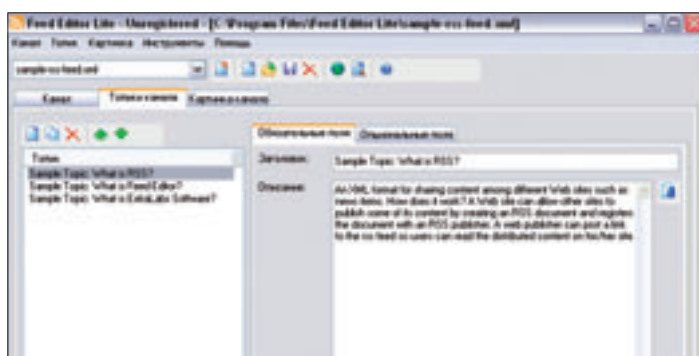 Feed Editor Lite - Unregistered - [C:\Program Files\Feed Editor Lite\sample-rss-feed.xml]
Канал Топик Картинка Инструменты Помощь
sample-rss-feed.xml
Канал Топики канала Картинка канала
Обязательные поля Опциональные поля
Топик
Sample Topic: What is RSS?
Sample Topic: What is Feed Editor?
Sample Topic: What is ExtraLabs Software?
Заголовок: Sample Topic: What is RSS?
Описание: An XML format for sharing content among different Web sites such as
news items. How does it work? A Web site can allow other sites to
publish some of its content by creating an RSS document and registers
the document with an RSS publisher. A web publisher can post a link
to the rss feed so users can read the distributed content on his/her site